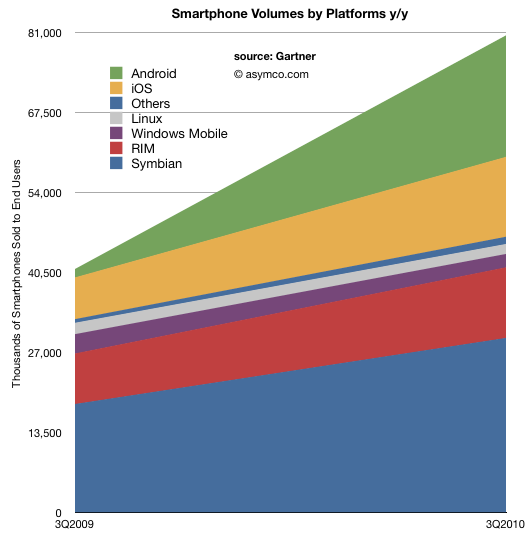 Smartphone Volumes by Platforms y/y
81,000
67,500
54,000
40,500
27,000
13,500
0
Thousands of Smartphones Sold to End Users
source: Gartner
© asymco.com
Android
iOS
Others
Linux
Windows Mobile
RIM
Symbian
3Q2009
3Q2010